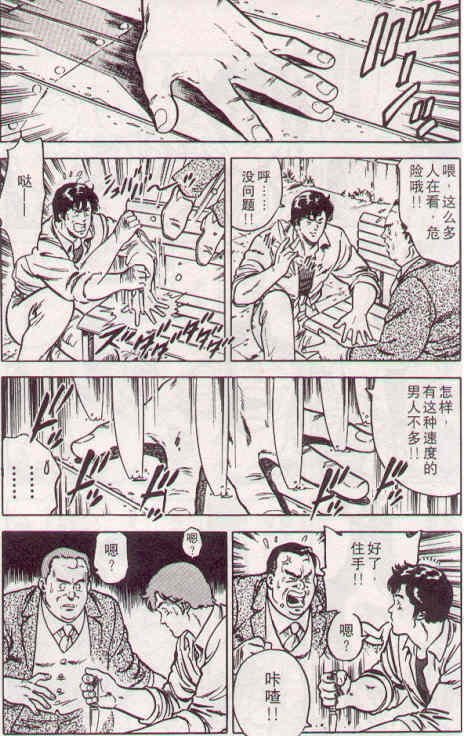 喂，这么多
人在看，危
险哦!!
呼……
没问题!!
哒——
怎样，
有这种速度的
男人不多!!
……
……
好了，
住手!!
嗯？
咔喳!!
嗯？
嗯？